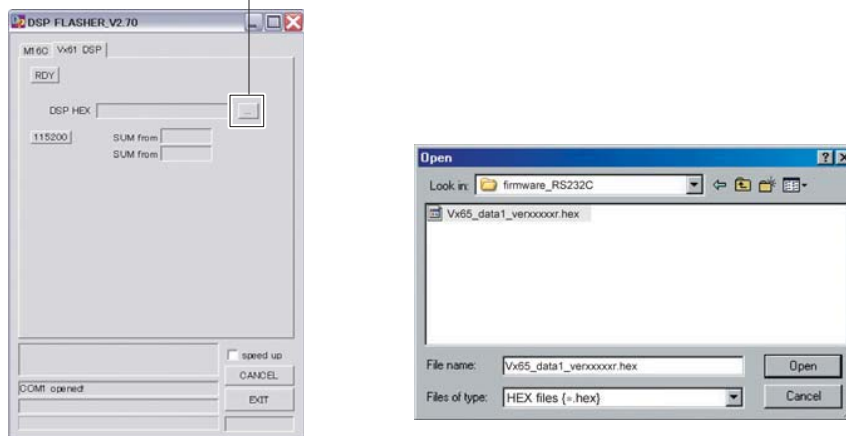 DSP FLASHER_V2.70
M16C Vx61 DSP
RDY
DSP HEX ...
115200 SUM from
SUM from
speed up
CANCEL
COM1 opened!
EXIT
Open
Look in: firmware_RS232C
Vx65_data1_verxxxxxr.hex
File name: Vx65_data1_verxxxxxr.hex Open
Files of type: HEX files {*.hex} Cancel